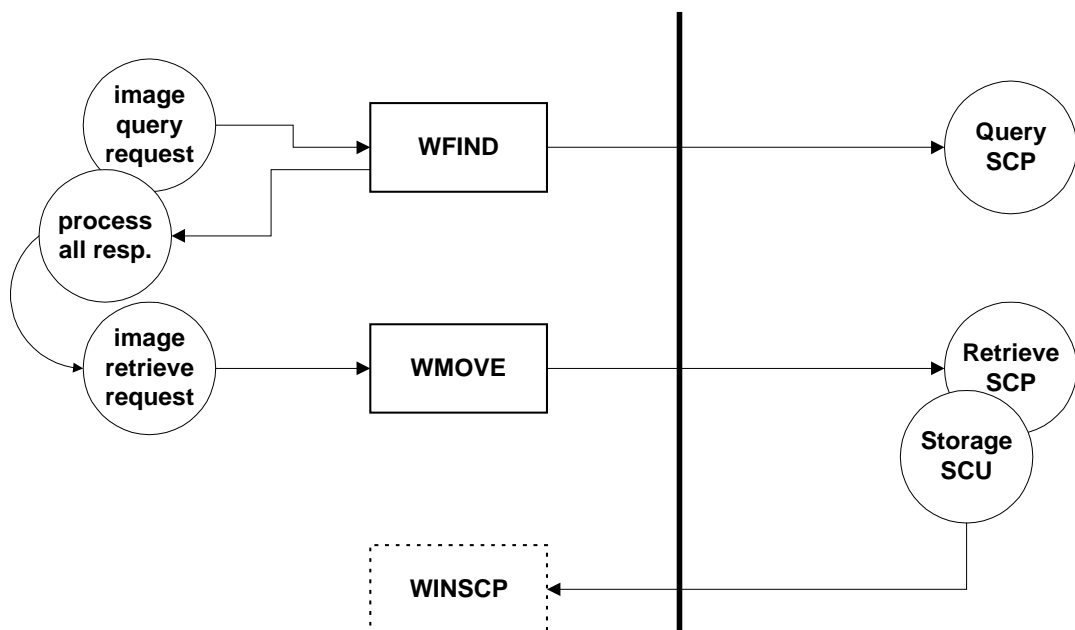 image
query
request
WFIND
Query
SCP
process
all resp.
image
retrieve
request
WMOVE
Retrieve
SCP
Storage
SCU
WINSCP